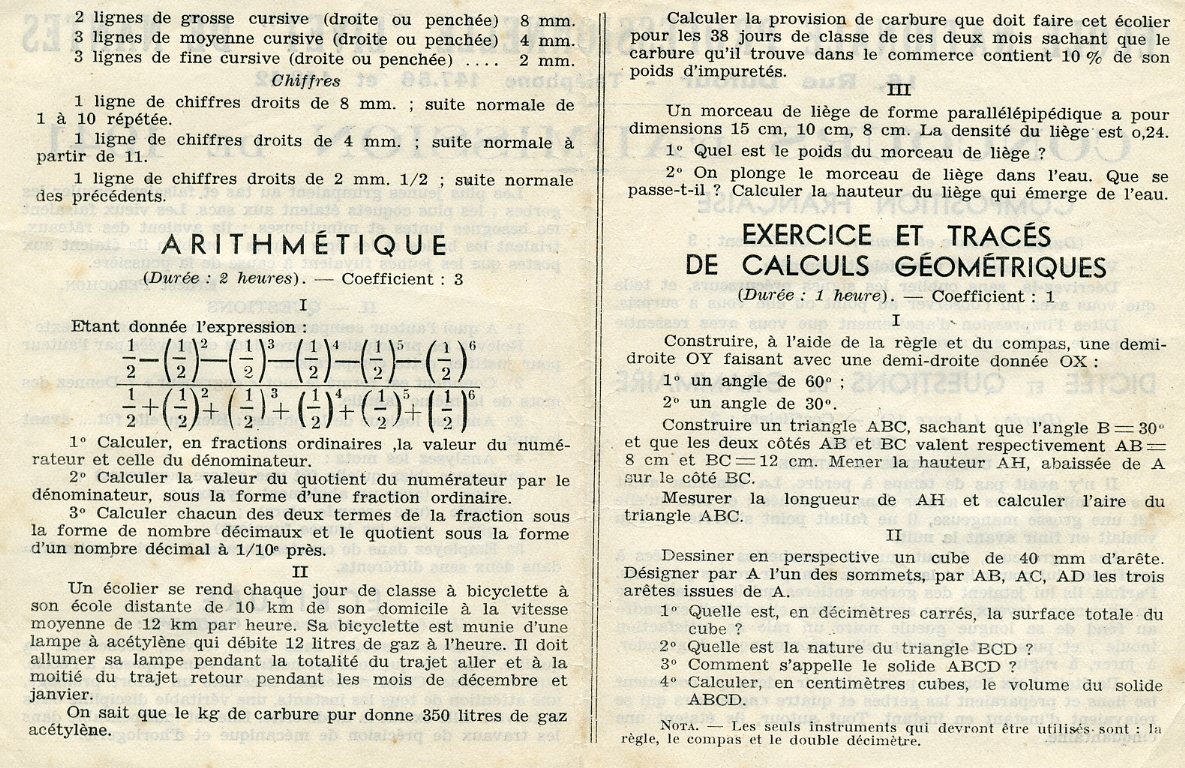 2 lignes de grosse cursive (droite ou penchée) 8 mm.
3 lignes de moyenne cursive (droite ou penchée) 4 mm.
3 lignes de fine cursive (droite ou penchée) .... 2 mm.
Chiffres
1 ligne de chiffres droits de 8 mm. ; suite normale de
1 à 10 répétée.
1 ligne de chiffres droits de 4 mm. ; suite normale à
partir de 11.
1 ligne de chiffres droits de 2 mm. 1/2 ; suite normale
des précédents.
ARITHMÉTIQUE
(Durée : 2 heures). — Coefficient : 3
I
Etant donnée l'expression :
1/2 — (1/2)² — (1/2)³ — (1/2)⁴ — (1/2)⁵ — (1/2)⁶
1/2 + (1/2)² + (1/2)³ + (1/2)⁴ + (1/2)⁵ + (1/2)⁶
1° Calculer, en fractions ordinaires ,la valeur du numé-
rateur et celle du dénominateur.
2° Calculer la valeur du quotient du numérateur par le
dénominateur, sous la forme d'une fraction ordinaire.
3° Calculer chacun des deux termes de la fraction sous
la forme de nombre décimaux et le quotient sous la forme
d'un nombre décimal à 1/10e près.
II
Un écolier se rend chaque jour de classe à bicyclette à
son école distante de 10 km de son domicile à la vitesse
moyenne de 12 km par heure. Sa bicyclette est munie d'une
lampe à acétylène qui débite 12 litres de gaz à l'heure. Il doit
allumer sa lampe pendant la totalité du trajet aller et à la
moitié du trajet retour pendant les mois de décembre et
janvier.
On sait que le kg de carbure pur donne 350 litres de gaz
acétylène.
Calculer la provision de carbure que doit faire cet écolier
pour les 38 jours de classe de ces deux mois sachant que le
carbure qu'il trouve dans le commerce contient 10 % de son
poids d'impuretés.
III
Un morceau de liège de forme parallélépipédique a pour
dimensions 15 cm, 10 cm, 8 cm. La densité du liège est 0,24.
1° Quel est le poids du morceau de liège ?
2° On plonge le morceau de liège dans l'eau. Que se
passe-t-il ? Calculer la hauteur du liège qui émerge de l'eau.
EXERCICE ET TRACÉS
DE CALCULS GÉOMÉTRIQUES
(Durée : 1 heure). — Coefficient : 1
I
Construire, à l'aide de la règle et du compas, une demi-
droite OY faisant avec une demi-droite donnée OX :
1° un angle de 60° ;
2° un angle de 30°.
Construire un triangle ABC, sachant que l'angle B = 30°
et que les deux côtés AB et BC valent respectivement AB =
8 cm et BC = 12 cm. Mener la hauteur AH, abaissée de A
sur le côté BC.
Mesurer la longueur de AH et calculer l'aire du
triangle ABC.
II
Dessiner en perspective un cube de 40 mm d'arête.
Désigner par A l'un des sommets, par AB, AC, AD les trois
arêtes issues de A.
1° Quelle est, en décimètres carrés, la surface totale du
cube ?
2° Quelle est la nature du triangle BCD ?
3° Comment s'appelle le solide ABCD ?
4° Calculer, en centimètres cubes, le volume du solide
ABCD.
NOTA. — Les seuls instruments qui devront être utilisés sont : la
règle, le compas et le double décimètre.